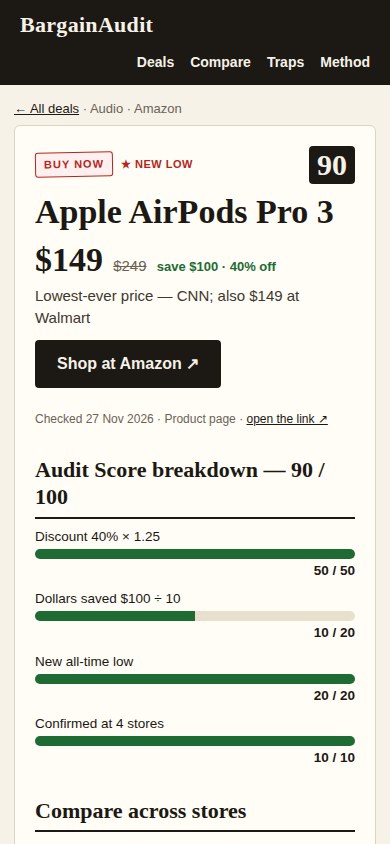 BargainAudit
Deals Compare Traps Method
← All deals · Audio · Amazon
BUY NOW ★ NEW LOW 90
Apple AirPods Pro 3
$149 $249 save $100 · 40% off
Lowest-ever price — CNN; also $149 at
Walmart
Shop at Amazon ↗
Checked 27 Nov 2026 · Product page · open the link ↗
Audit Score breakdown — 90 /
100
Discount 40% × 1.25
50 / 50
Dollars saved $100 ÷ 10
10 / 20
New all-time low
20 / 20
Confirmed at 4 stores
10 / 10
Compare across stores